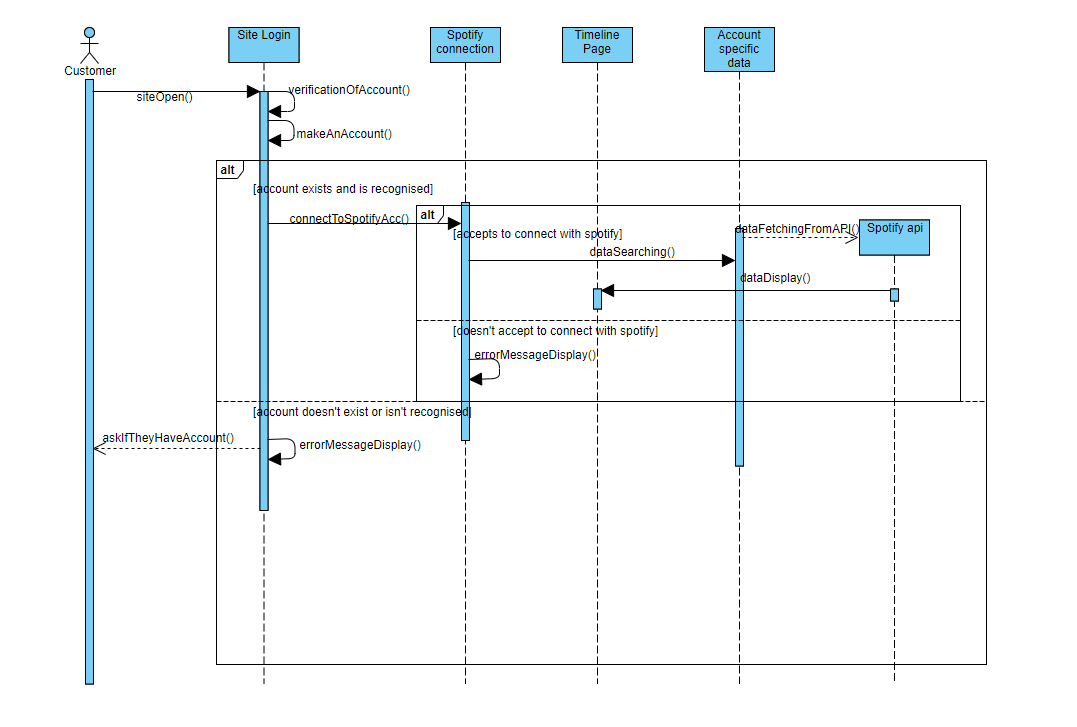 Site Login
Spotify
connection
Timeline
Page
Account
specific
data
Customer
siteOpen()
verificationOfAccount()
makeAnAccount()
alt
[account exists and is recognised]
connectToSpotifyAcc()
alt
[accepts to connect with spotify]
dataFetchingFromAPI()
Spotify api
dataSearching()
dataDisplay()
[doesn't accept to connect with spotify]
errorMessageDisplay()
[account doesn't exist or isn't recognised]
askIfTheyHaveAccount()
errorMessageDisplay()